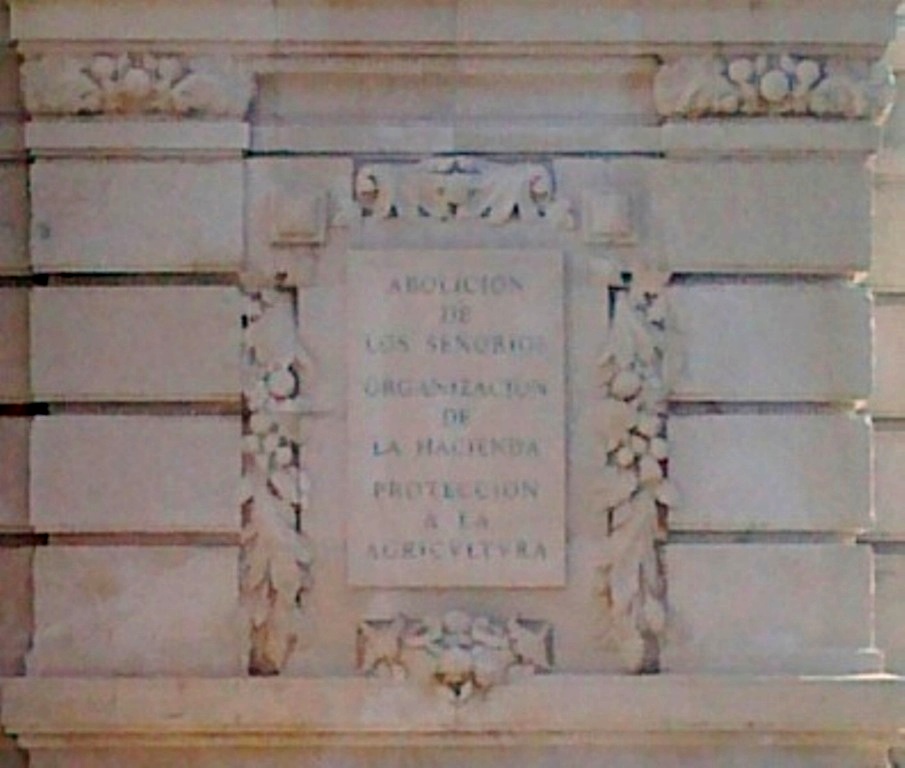 ABOLICION
DE
LOS SEÑORIOS
ORGANIZACION
DE
LA HACIENDA
PROTECCION
A LA
AGRICVLTVRA